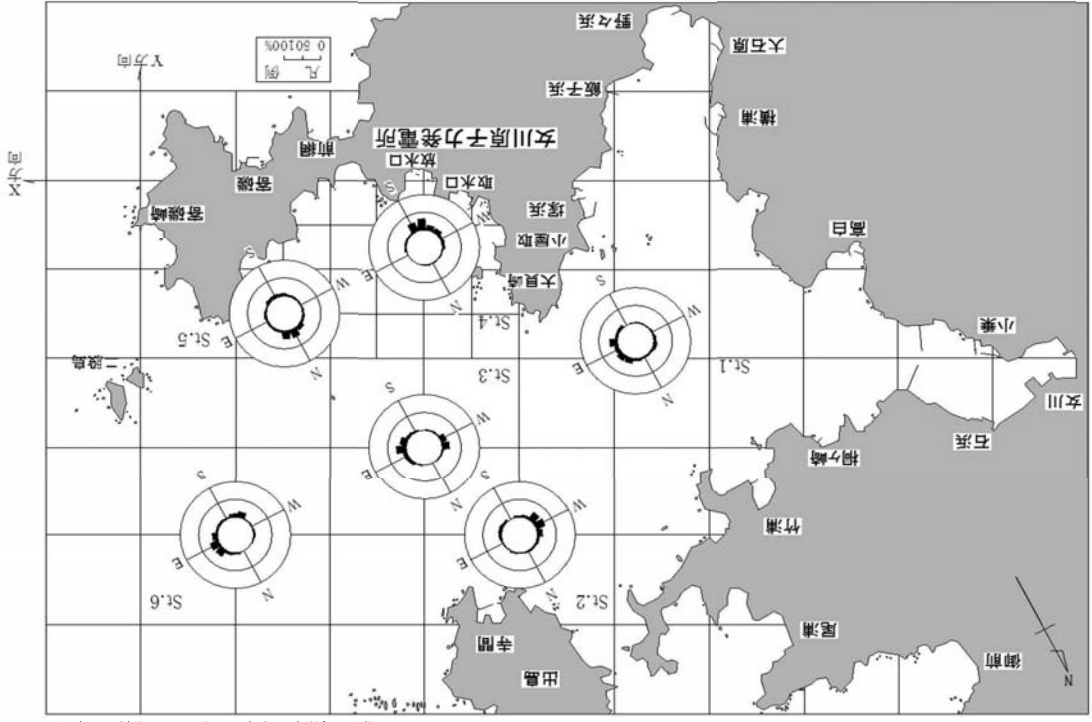 N
御前
出島
尾浦
寺間
St.2
St.6
N
E
W
S
N
E
W
S
竹浦
N
E
W
S
石浜
桐ヶ崎
女川
St.1
St.3
二股島
小乗
N
E
W
S
St.4
St.5
N
E
W
S
N
E
W
S
大貝崎
小屋取
高白
塚浜
寄磯崎
取水口
寄磯
X方向
放水口
前網
女川原子力発電所
横浦
飯子浜
凡 例
0 50100%
Y方向
大石原
野々浜